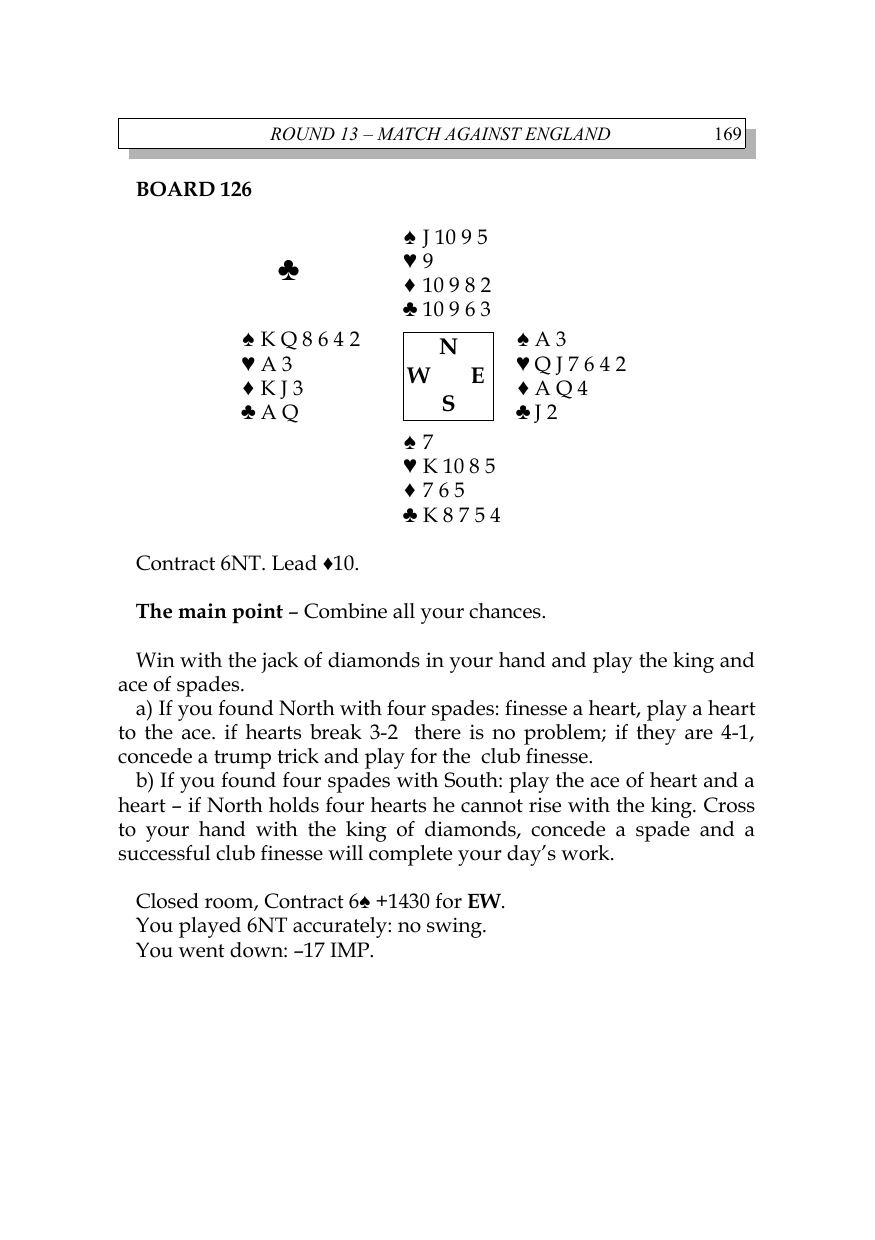 ROUND 13 – MATCH AGAINST ENGLAND 169
BOARD 126
♠ J 10 9 5
♣
♥ 9
♦ 10 9 8 2
♣ 10 9 6 3
♠ K Q 8 6 4 2
♥ A 3
♦ K J 3
♣ A Q
N
W E
S
♠ A 3
♥ Q J 7 6 4 2
♦ A Q 4
♣ J 2
♠ 7
♥ K 10 8 5
♦ 7 6 5
♣ K 8 7 5 4
Contract 6NT. Lead ♦10.
The main point – Combine all your chances.
Win with the jack of diamonds in your hand and play the king and
ace of spades.
a) If you found North with four spades: finesse a heart, play a heart
to the ace. if hearts break 3-2 there is no problem; if they are 4-1,
concede a trump trick and play for the club finesse.
b) If you found four spades with South: play the ace of heart and a
heart – if North holds four hearts he cannot rise with the king. Cross
to your hand with the king of diamonds, concede a spade and a
successful club finesse will complete your day’s work.
Closed room, Contract 6♠ +1430 for EW.
You played 6NT accurately: no swing.
You went down: –17 IMP.